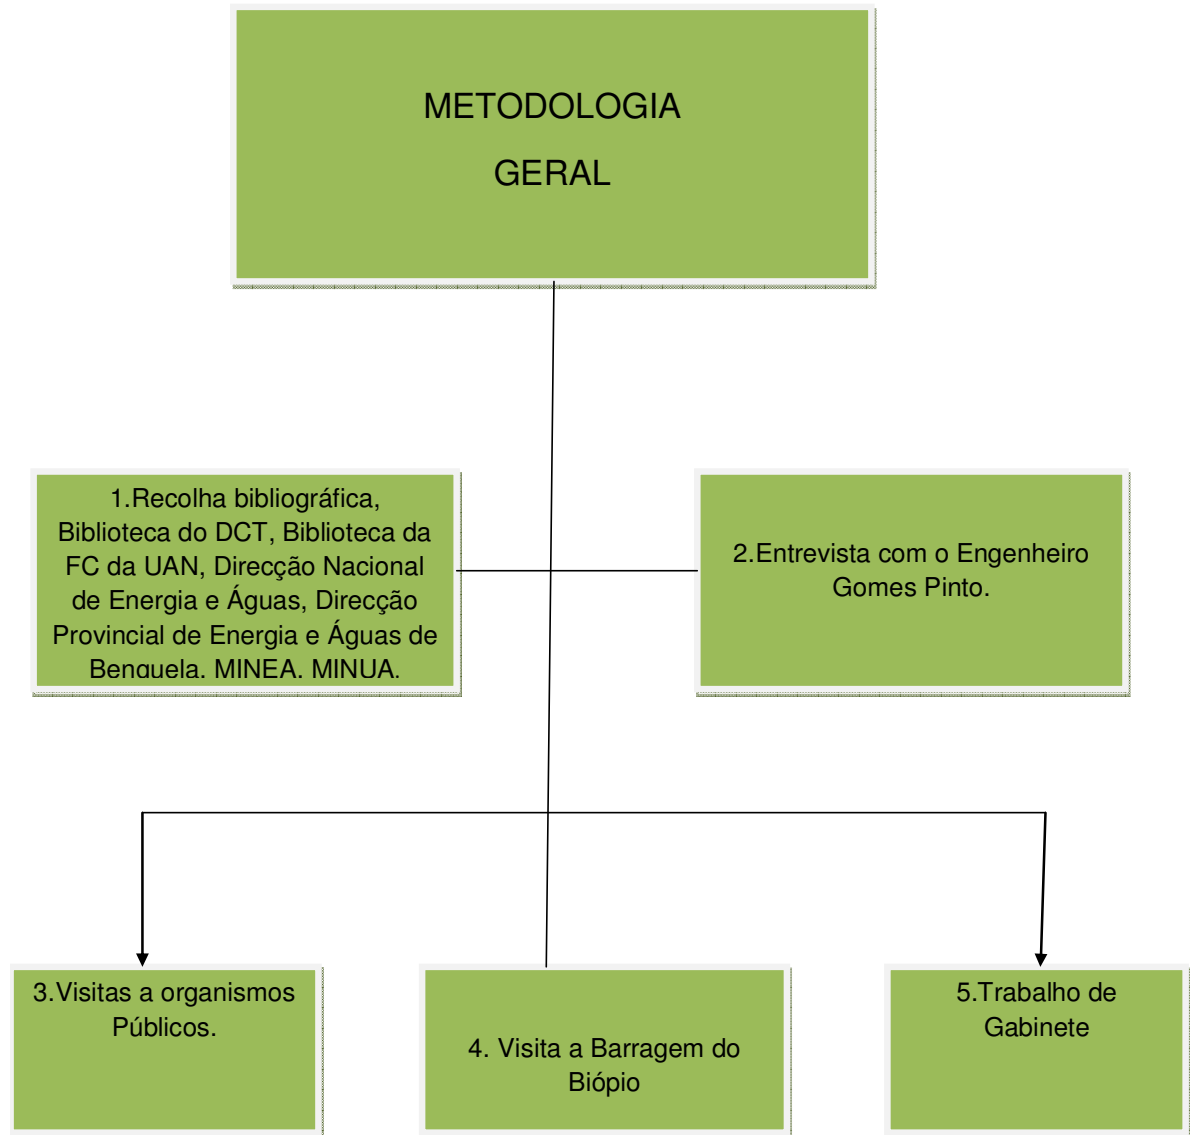 METODOLOGIA
GERAL
1.Recolha bibliográfica,
Biblioteca do DCT, Biblioteca da
FC da UAN, Direcção Nacional
de Energia e Águas, Direcção
Provincial de Energia e Águas de
Benguela. MINEA. MINUA.
2.Entrevista com o Engenheiro
Gomes Pinto.
3.Visitas a organismos
Públicos.
4. Visita a Barragem do
Biópio
5.Trabalho de
Gabinete